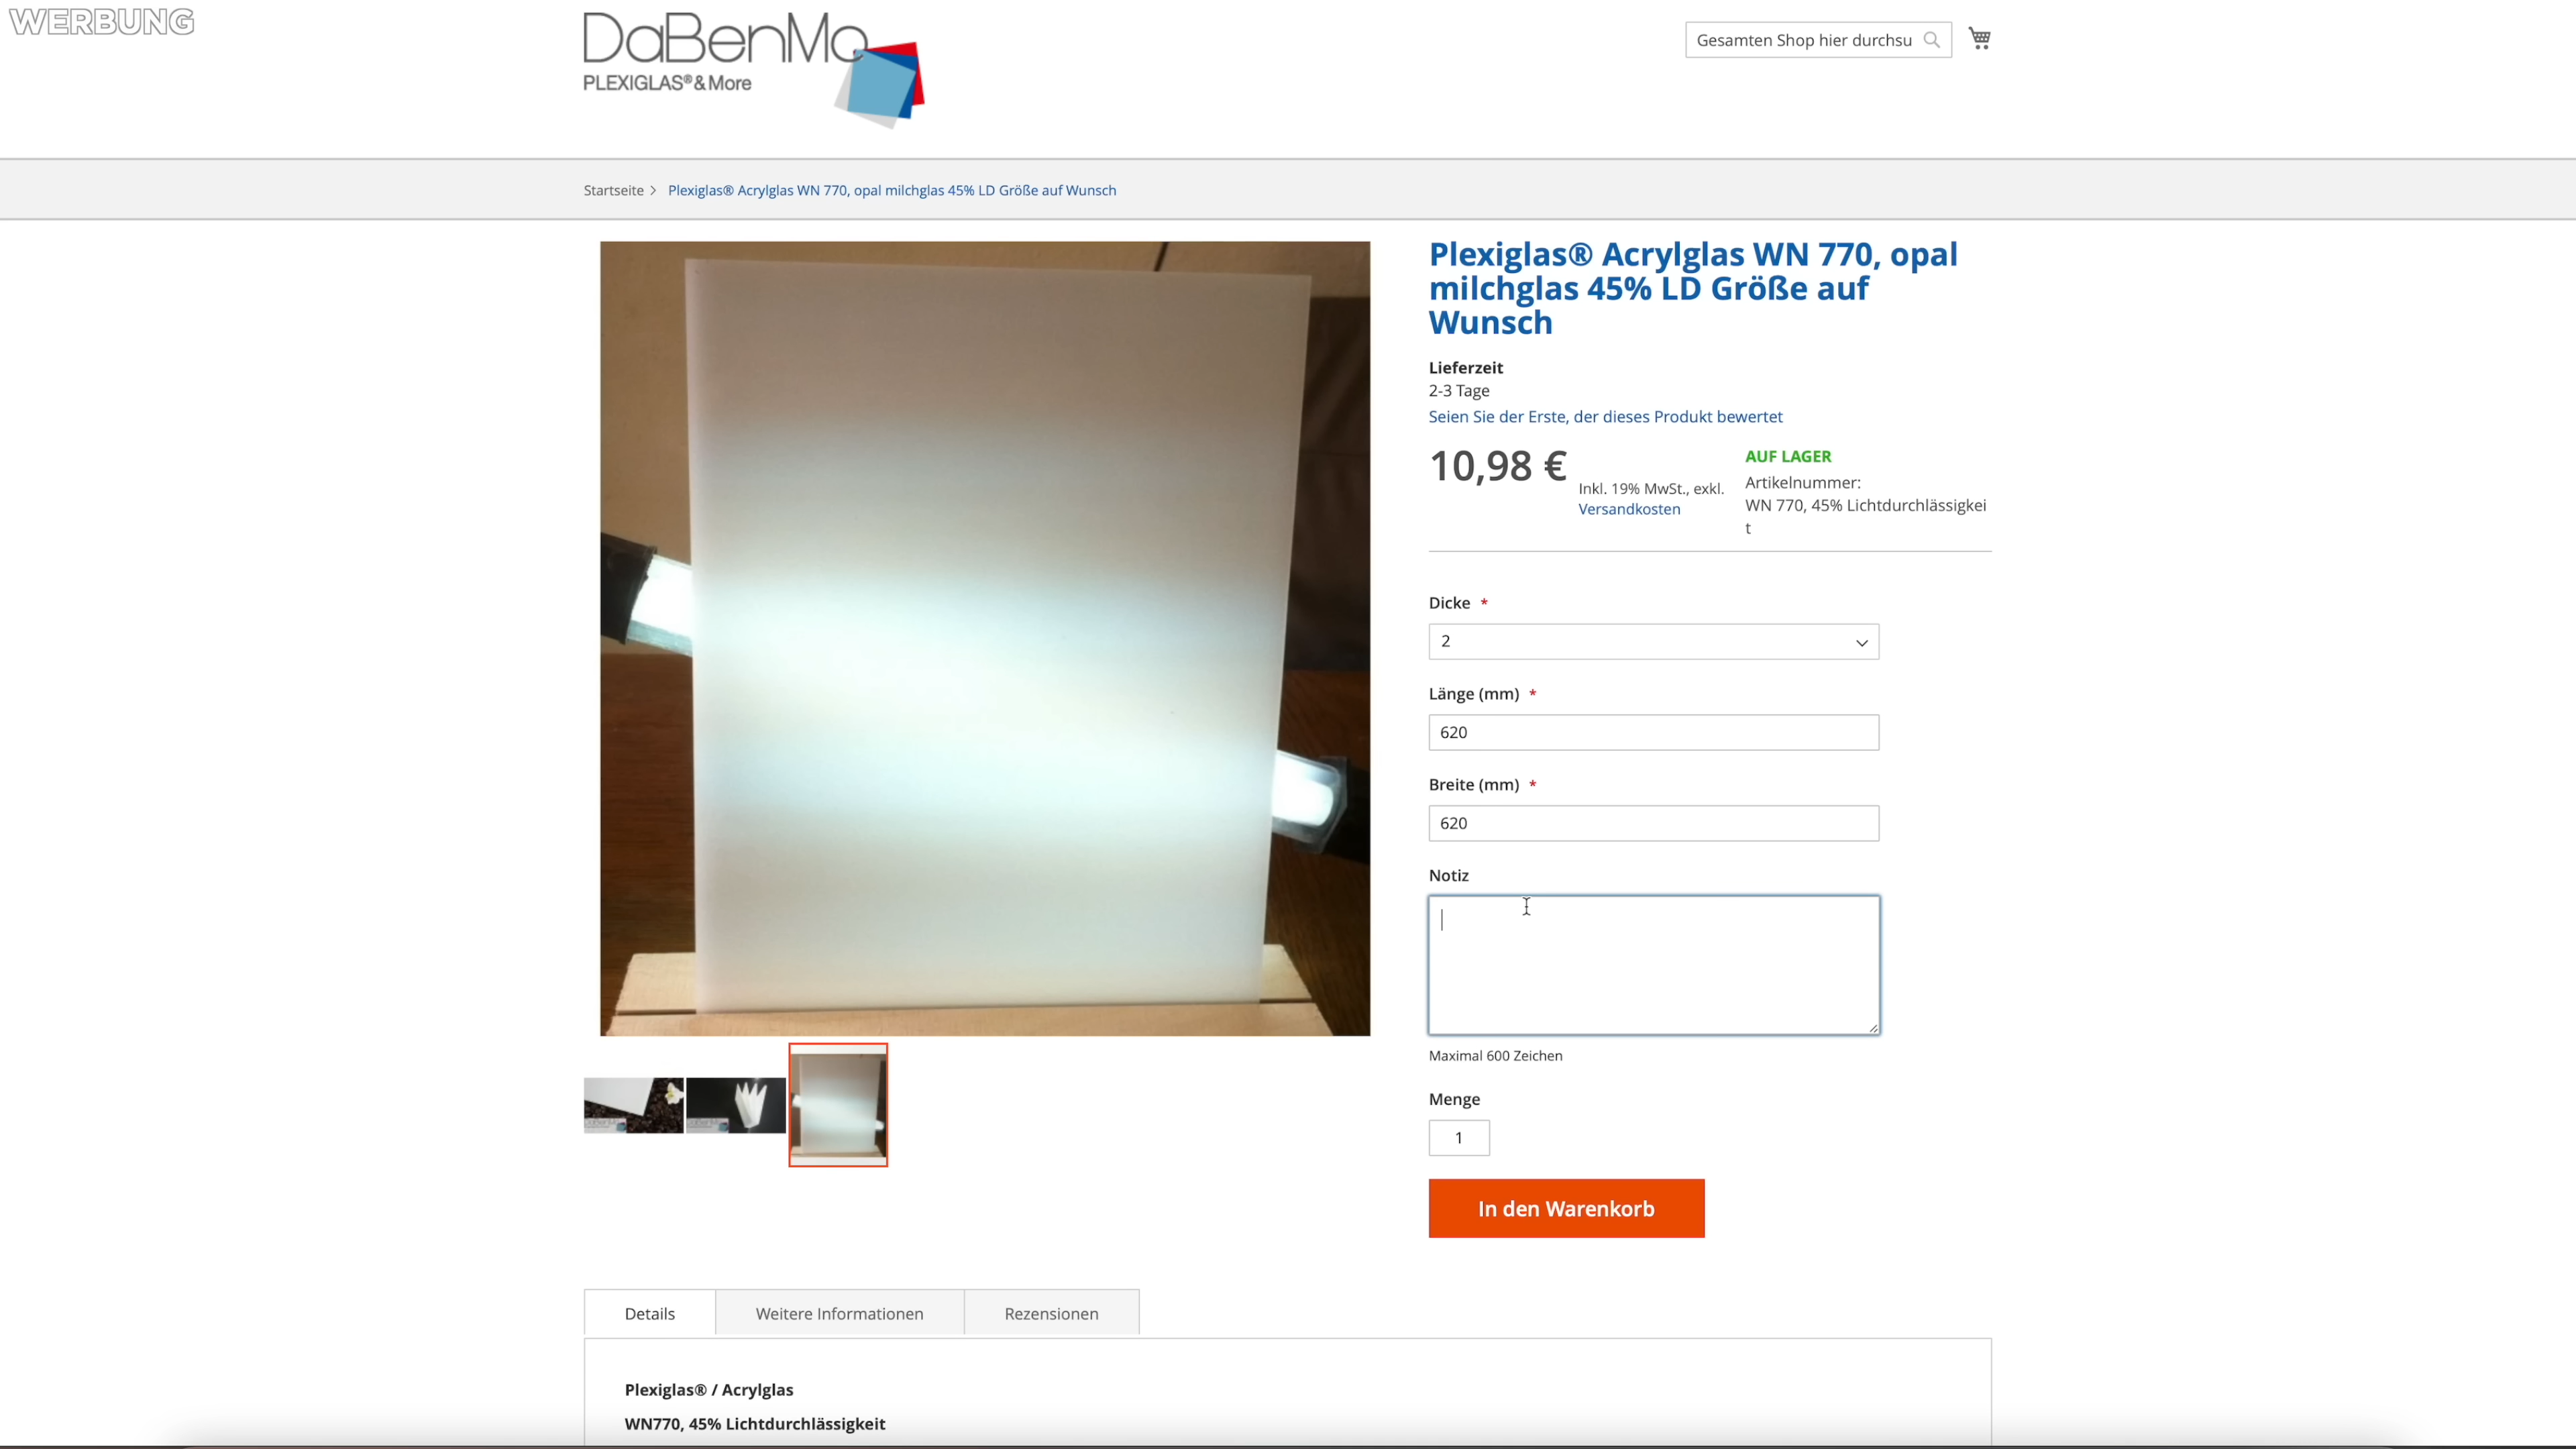 WERBUNG
DaBenMo
PLEXIGLAS®&More
Gesamten Shop hier durchsu
Startseite > Plexiglas® Acrylglas WN 770, opal milchglas 45% LD Größe auf Wunsch
Plexiglas® Acrylglas WN 770, opal
milchglas 45% LD Größe auf
Wunsch
Lieferzeit
2-3 Tage
Seien Sie der Erste, der dieses Produkt bewertet
10,98 €
Inkl. 19% MwSt., exkl.
Versandkosten
AUF LAGER
Artikelnummer:
WN 770, 45% Lichtdurchlässigkei
t
Dicke *
2
Länge (mm) *
620
Breite (mm) *
620
Notiz
Maximal 600 Zeichen
Menge
1
In den Warenkorb
Details
Weitere Informationen
Rezensionen
Plexiglas® / Acrylglas
WN770, 45% Lichtdurchlässigkeit